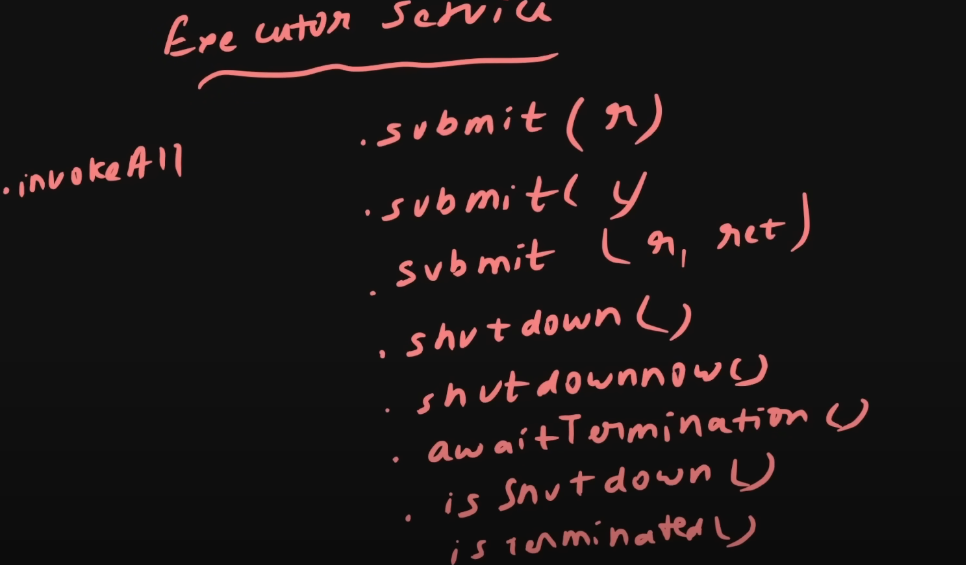 Executor Service
.submit(r)
.invokeAll
.submit( y
.submit (r, ret)
.shutdown()
.shutdownnow()
.awaitTermination()
.isShutdown()
isTerminated()